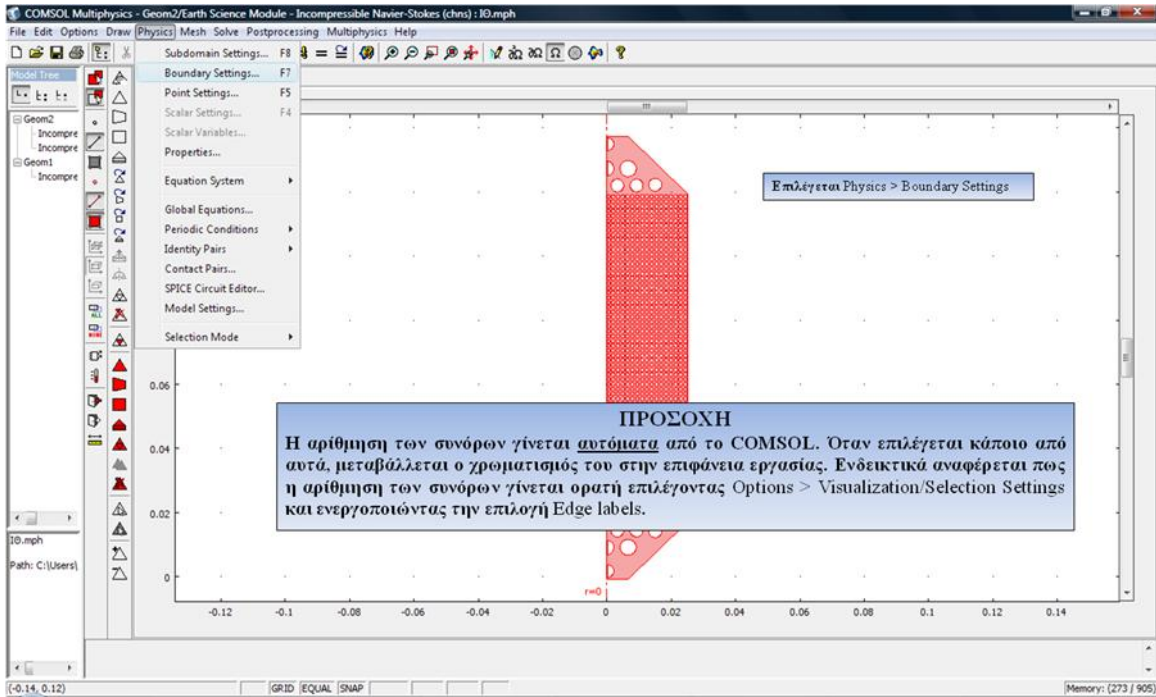 COMSOL Multiphysics - Geom2/Earth Science Module - Incompressible Navier-Stokes (chns) : IΘ.mph
File Edit Options Draw Physics Mesh Solve Postprocessing Multiphysics Help
Model Tree
Geom2
Incompre
Incompre
Geom1
Incompre
Subdomain Settings... F8
Boundary Settings... F7
Point Settings... F5
Scalar Settings... F4
Scalar Variables...
Properties...
Equation System
Global Equations...
Periodic Conditions
Identity Pairs
Contact Pairs...
SPICE Circuit Editor...
Model Settings...
Selection Mode
Επιλέγεται Physics > Boundary Settings
ΠΡΟΣΟΧΗ
Η αρίθμηση των συνόρων γίνεται αυτόματα από το COMSOL. Όταν επιλέγεται κάποιο από
αυτά, μεταβάλλεται ο χρωματισμός του στην επιφάνεια εργασίας. Ενδεικτικά αναφέρεται πως
η αρίθμηση των συνόρων γίνεται ορατή επιλέγοντας Options > Visualization/Selection Settings
και ενεργοποιώντας την επιλογή Edge labels.
0.06
0.04
0.02
0
r=0
-0.12 -0.1 -0.08 -0.06 -0.04 -0.02 0 0.02 0.04 0.06 0.08 0.1 0.12 0.14
IΘ.mph
Path: C:\Users\
(-0.14, 0.12)
GRID EQUAL SNAP
Memory: (273 / 905)